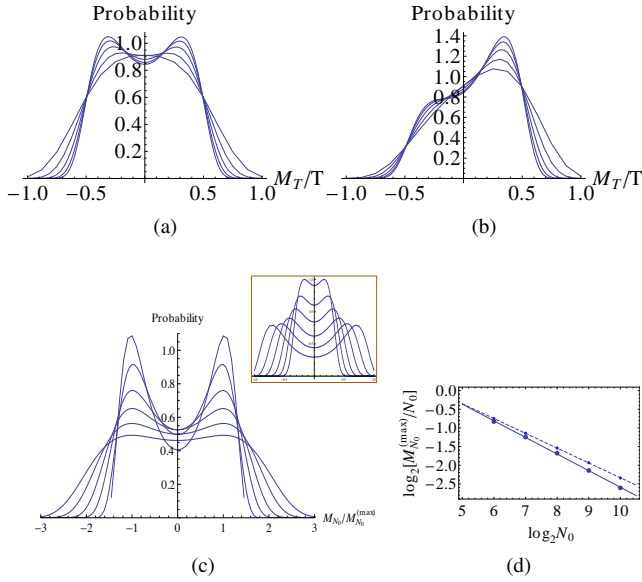 Probability
1.0
0.8
0.6
0.4
0.2
−1.0 −0.5 0.5 1.0 M_T/T
(a)
Probability
1.4
1.2
1.0
0.8
0.6
0.4
0.2
−1.0 −0.5 0.5 1.0 M_T/T
(b)
Probability
1.0
0.8
0.6
0.4
0.2
−3 −2 −1 0 1 2 3 M_{N_0}/M_{N_0}^{(max)}
(c)
log_2[M_{N_0}^{(max)}/N_0]
0.0
−0.5
−1.0
−1.5
−2.0
−2.5
5 6 7 8 9 10
log_2N_0
(d)